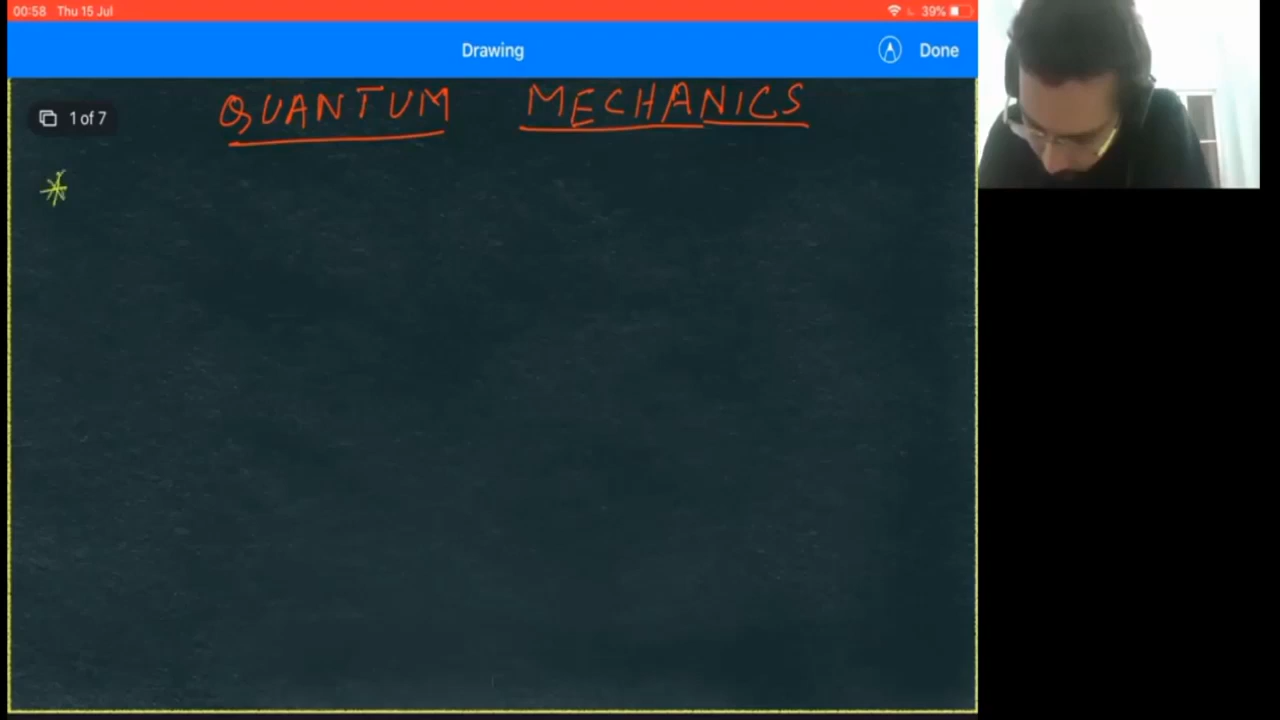 00:58 Thu 15 Jul 39%
Drawing Done
QUANTUM MECHANICS
1 of 7
*